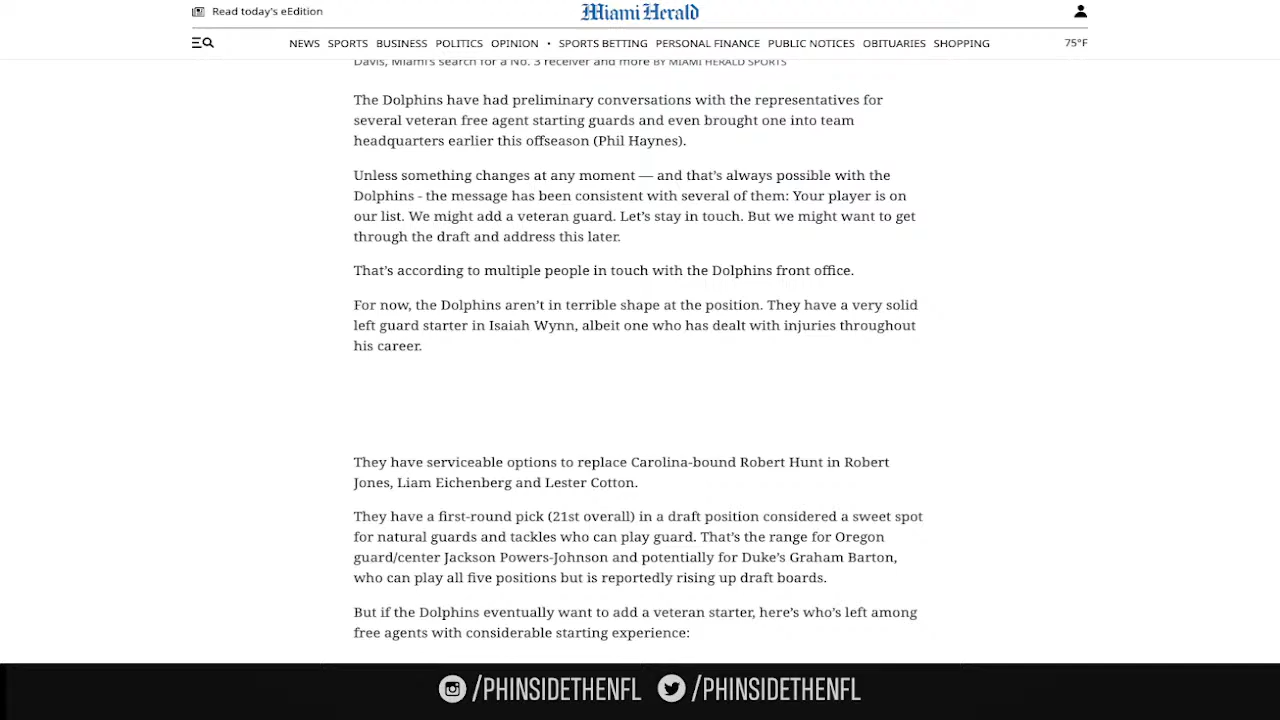 Read today's eEdition
Miami Herald
NEWS SPORTS BUSINESS POLITICS OPINION • SPORTS BETTING PERSONAL FINANCE PUBLIC NOTICES OBITUARIES SHOPPING
75°F
Davis, Miami's search for a No. 3 receiver and more BY MIAMI HERALD SPORTS
The Dolphins have had preliminary conversations with the representatives for
several veteran free agent starting guards and even brought one into team
headquarters earlier this offseason (Phil Haynes).
Unless something changes at any moment — and that's always possible with the
Dolphins - the message has been consistent with several of them: Your player is on
our list. We might add a veteran guard. Let's stay in touch. But we might want to get
through the draft and address this later.
That's according to multiple people in touch with the Dolphins front office.
For now, the Dolphins aren't in terrible shape at the position. They have a very solid
left guard starter in Isaiah Wynn, albeit one who has dealt with injuries throughout
his career.
They have serviceable options to replace Carolina-bound Robert Hunt in Robert
Jones, Liam Eichenberg and Lester Cotton.
They have a first-round pick (21st overall) in a draft position considered a sweet spot
for natural guards and tackles who can play guard. That's the range for Oregon
guard/center Jackson Powers-Johnson and potentially for Duke's Graham Barton,
who can play all five positions but is reportedly rising up draft boards.
But if the Dolphins eventually want to add a veteran starter, here's who's left among
free agents with considerable starting experience:
/PHINSIDETHENFL /PHINSIDETHENFL